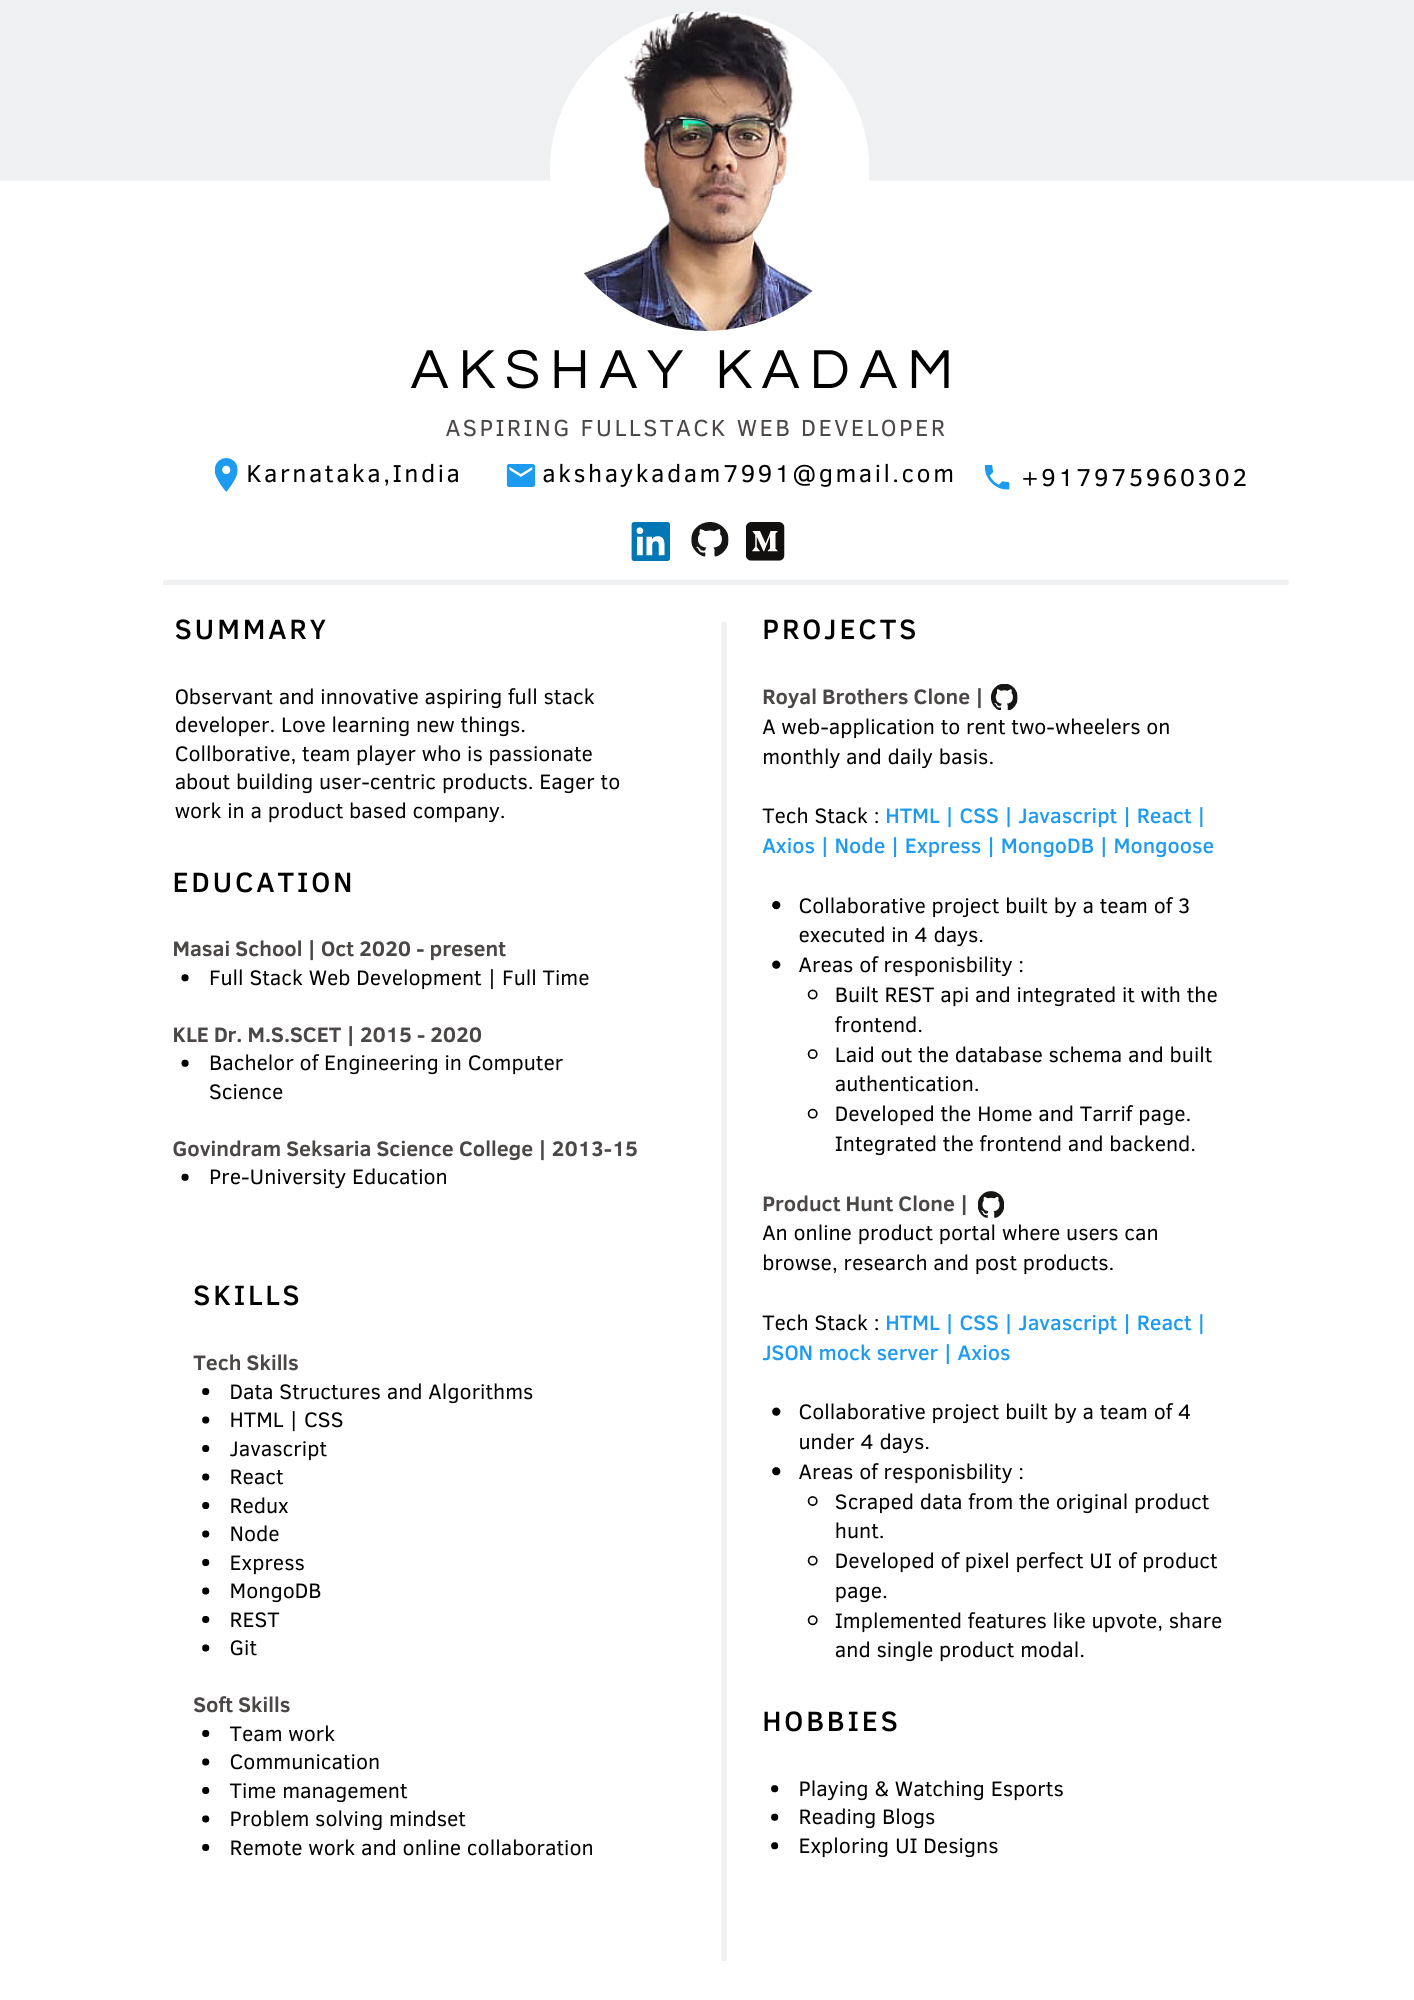 AKSHAY KADAM
ASPIRING FULLSTACK WEB DEVELOPER
Karnataka,India akshaykadam7991@gmail.com +917975960302
in M
SUMMARY
Observant and innovative aspiring full stack
developer. Love learning new things.
Collborative, team player who is passionate
about building user-centric products. Eager to
work in a product based company.
EDUCATION
Masai School | Oct 2020 - present
• Full Stack Web Development | Full Time
KLE Dr. M.S.SCET | 2015 - 2020
• Bachelor of Engineering in Computer
Science
Govindram Seksaria Science College | 2013-15
• Pre-University Education
SKILLS
Tech Skills
• Data Structures and Algorithms
• HTML | CSS
• Javascript
• React
• Redux
• Node
• Express
• MongoDB
• REST
• Git
Soft Skills
• Team work
• Communication
• Time management
• Problem solving mindset
• Remote work and online collaboration
PROJECTS
Royal Brothers Clone |
A web-application to rent two-wheelers on
monthly and daily basis.
Tech Stack : HTML | CSS | Javascript | React |
Axios | Node | Express | MongoDB | Mongoose
• Collaborative project built by a team of 3
executed in 4 days.
• Areas of responisbility :
◦ Built REST api and integrated it with the
frontend.
◦ Laid out the database schema and built
authentication.
◦ Developed the Home and Tarrif page.
Integrated the frontend and backend.
Product Hunt Clone |
An online product portal where users can
browse, research and post products.
Tech Stack : HTML | CSS | Javascript | React |
JSON mock server | Axios
• Collaborative project built by a team of 4
under 4 days.
• Areas of responisbility :
◦ Scraped data from the original product
hunt.
◦ Developed of pixel perfect UI of product
page.
◦ Implemented features like upvote, share
and single product modal.
HOBBIES
• Playing & Watching Esports
• Reading Blogs
• Exploring UI Designs